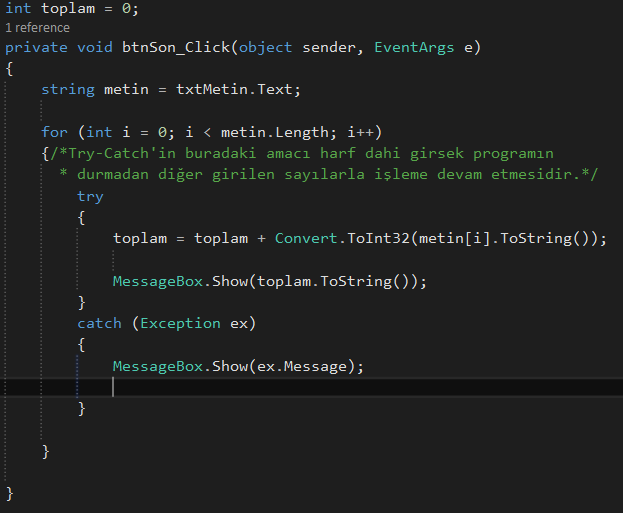 int toplam = 0;
1 reference
private void btnSon_Click(object sender, EventArgs e)
{
string metin = txtMetin.Text;
for (int i = 0; i < metin.Length; i++)
{/*Try-Catch'in buradaki amacı harf dahi girsek programın
* durmadan diğer girilen sayılarla işleme devam etmesidir.*/
try
{
toplam = toplam + Convert.ToInt32(metin[i].ToString());
MessageBox.Show(toplam.ToString());
}
catch (Exception ex)
{
MessageBox.Show(ex.Message);
}
}
}